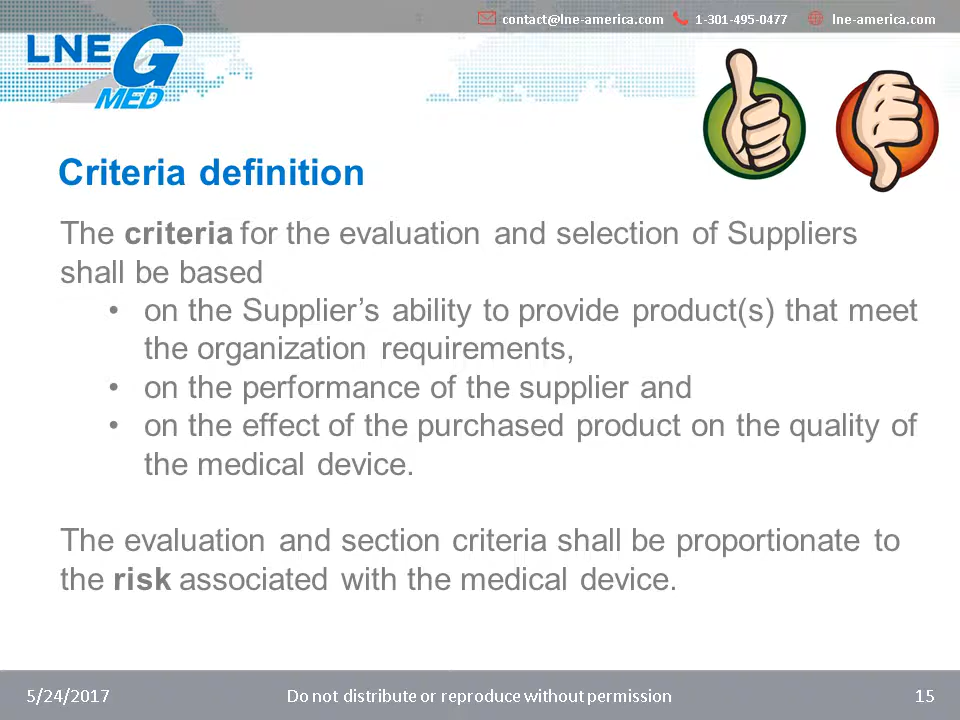 contact@lne-america.com 1-301-495-0477 lne-america.com
LNE G
MED
Criteria definition
The criteria for the evaluation and selection of Suppliers
shall be based
• on the Supplier’s ability to provide product(s) that meet
the organization requirements,
• on the performance of the supplier and
• on the effect of the purchased product on the quality of
the medical device.
The evaluation and section criteria shall be proportionate to
the risk associated with the medical device.
5/24/2017 Do not distribute or reproduce without permission 15